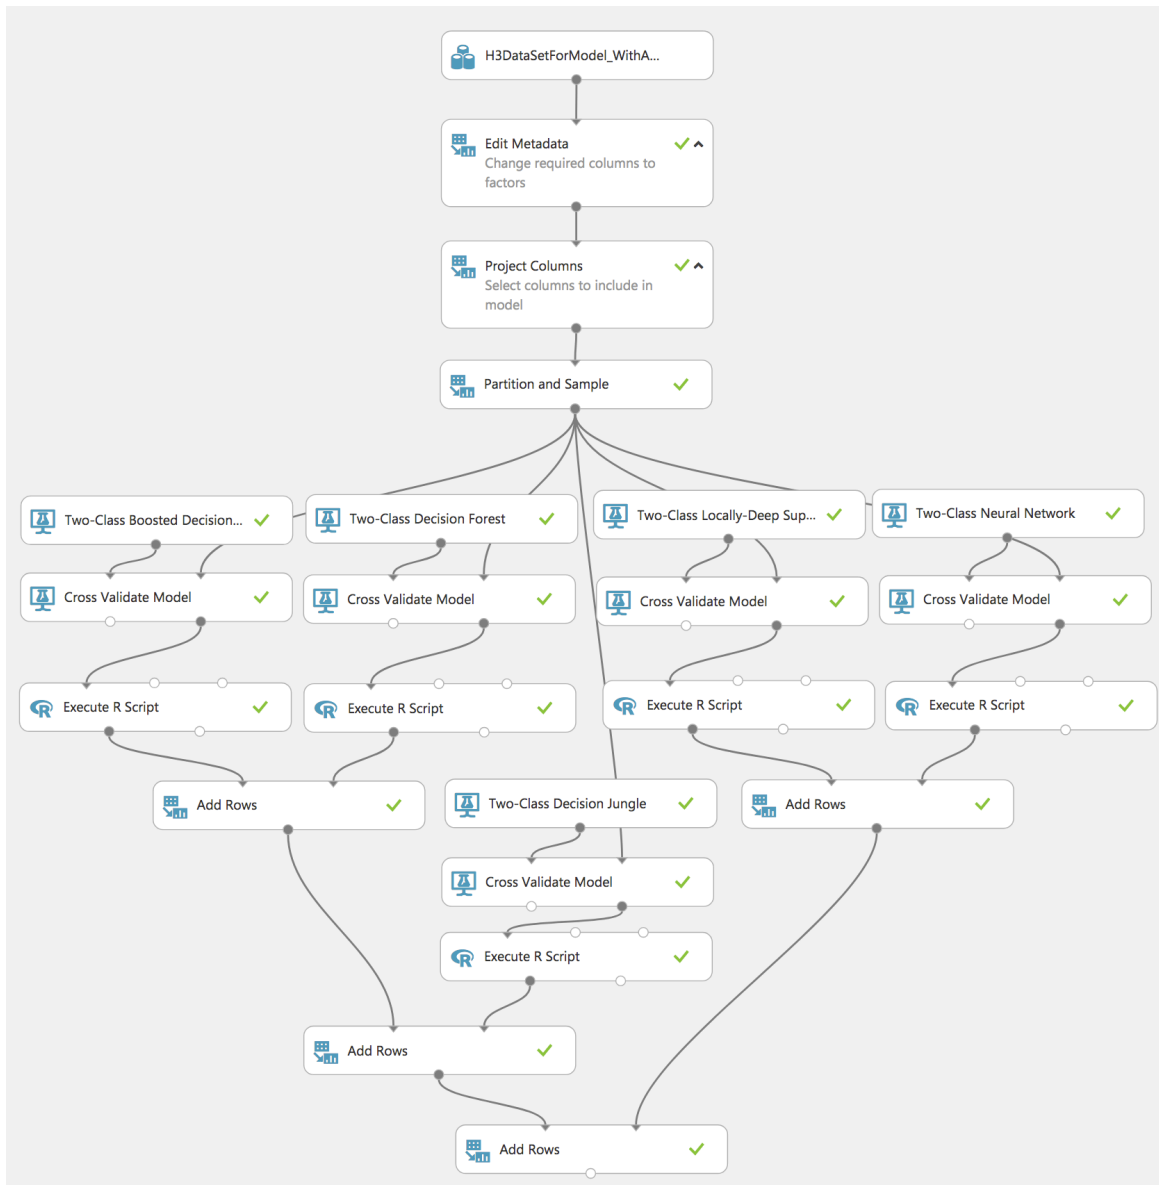 H3DataSetForModel_WithA...
Edit Metadata
Change required columns to
factors
Project Columns
Select columns to include in
model
Partition and Sample
Two-Class Boosted Decision...
Two-Class Decision Forest
Two-Class Locally-Deep Sup...
Two-Class Neural Network
Cross Validate Model
Cross Validate Model
Cross Validate Model
Cross Validate Model
Execute R Script
Execute R Script
Execute R Script
Execute R Script
Add Rows
Two-Class Decision Jungle
Add Rows
Cross Validate Model
Execute R Script
Add Rows
Add Rows